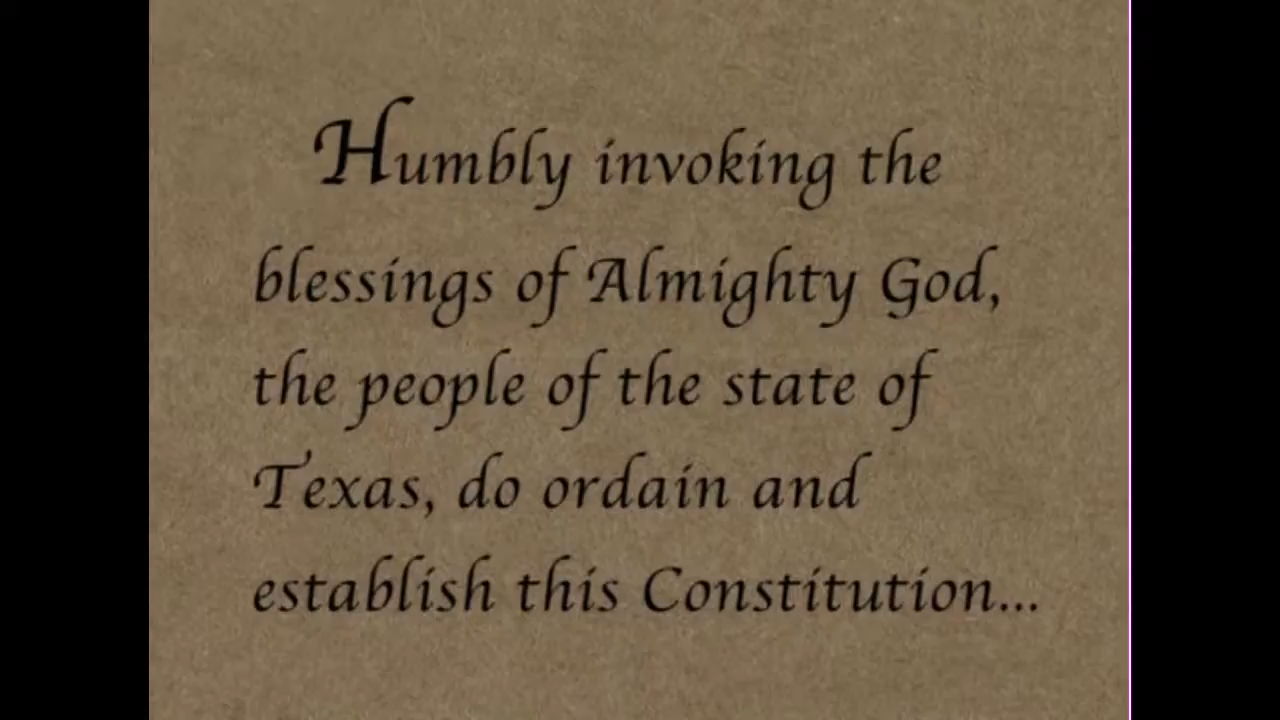 Humbly invoking the
blessings of Almighty God,
the people of the state of
Texas, do ordain and
establish this Constitution...